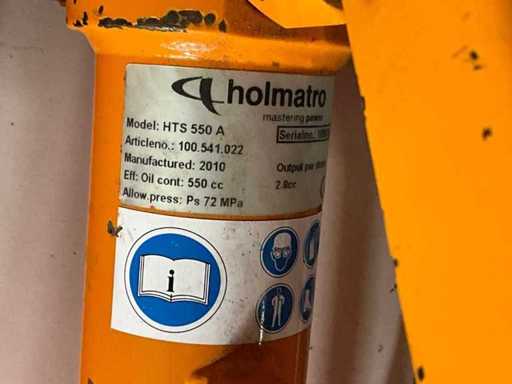 holmatro
mastering power
Model: HTS 550 A
Serialno.
Articleno.: 100.541.022
Manufactured: 2010
Output per
Eff: Oil cont: 550 cc
2.8cc
Allow.press: Ps 72 MPa
i